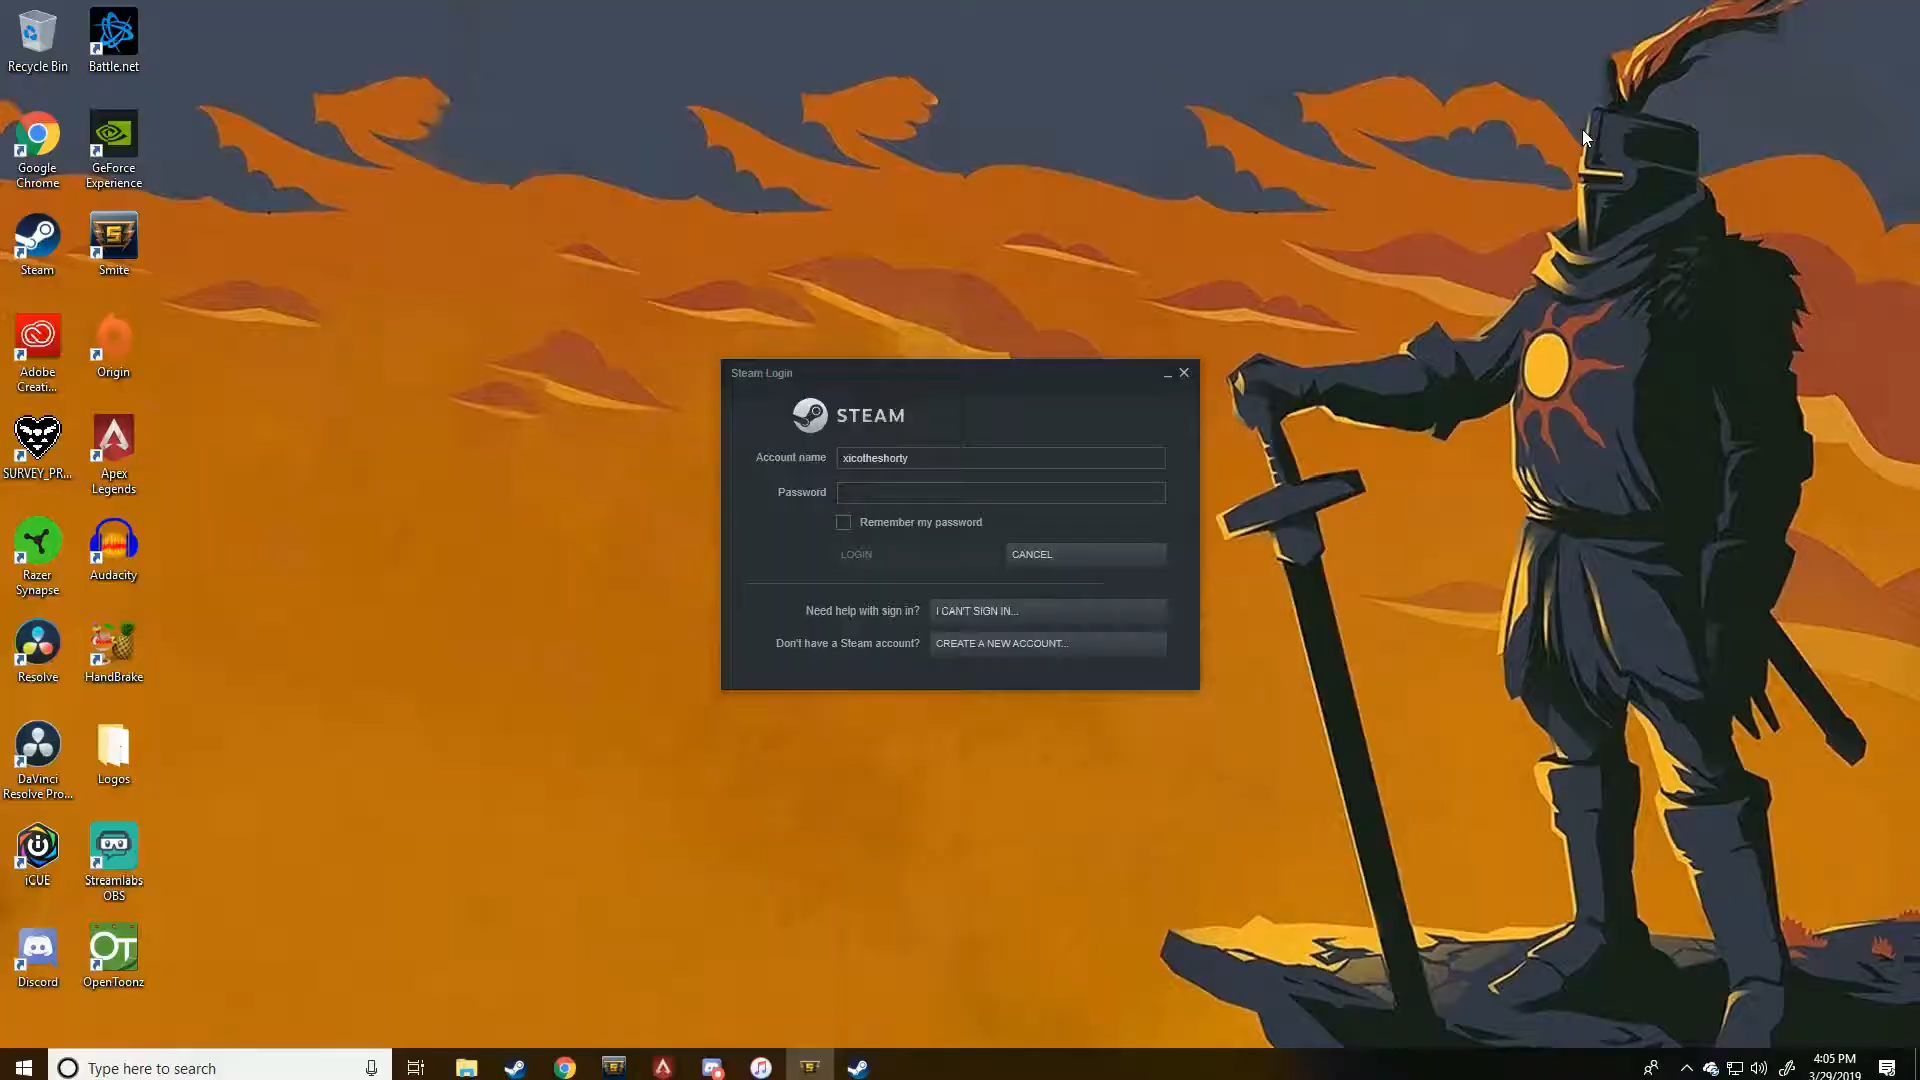 Recycle Bin
Battle.net
Google
Chrome
GeForce
Experience
Steam
Smite
Adobe
Creati...
Origin
SURVEY_PR...
Apex
Legends
Razer
Synapse
Audacity
Resolve
HandBrake
DaVinci
Resolve Pro...
Logos
iCUE
Streamlabs
OBS
Discord
OT
OpenToonz
Steam Login
STEAM
Account name
xicotheshorty
Password
Remember my password
LOGIN
CANCEL
Need help with sign in?
I CAN'T SIGN IN...
Don't have a Steam account?
CREATE A NEW ACCOUNT...
Type here to search
4:05 PM
3/29/2019